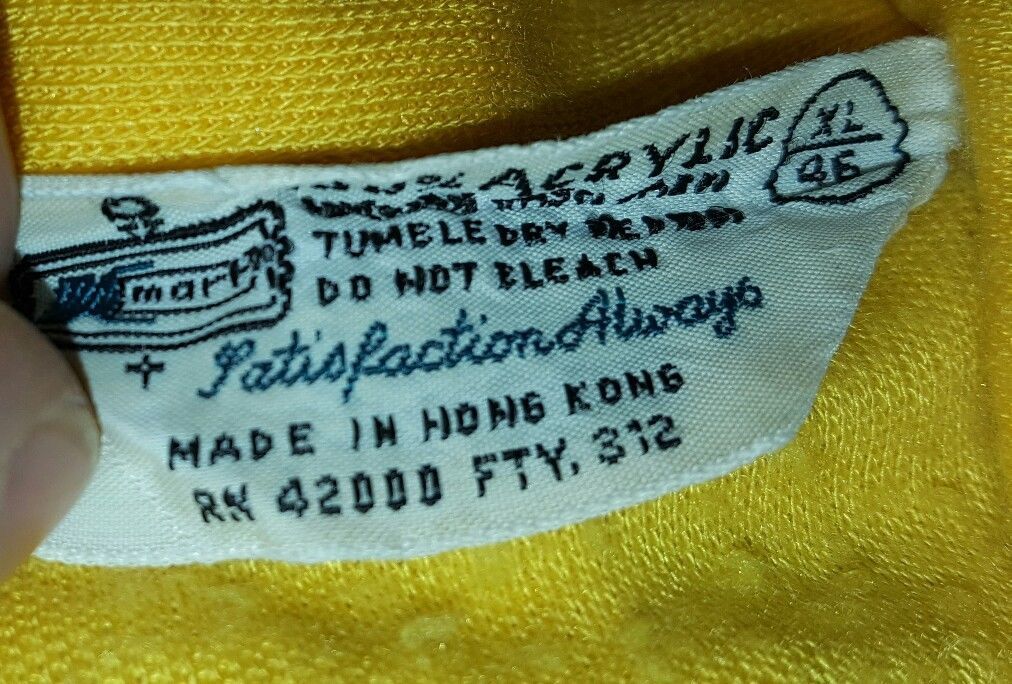 ACRYLIC
XL
46
TUMBLE DRY
DO NOT BLEACH
mart
Satisfaction Always
MADE IN HONG KONG
RN 42000 FTY. 312